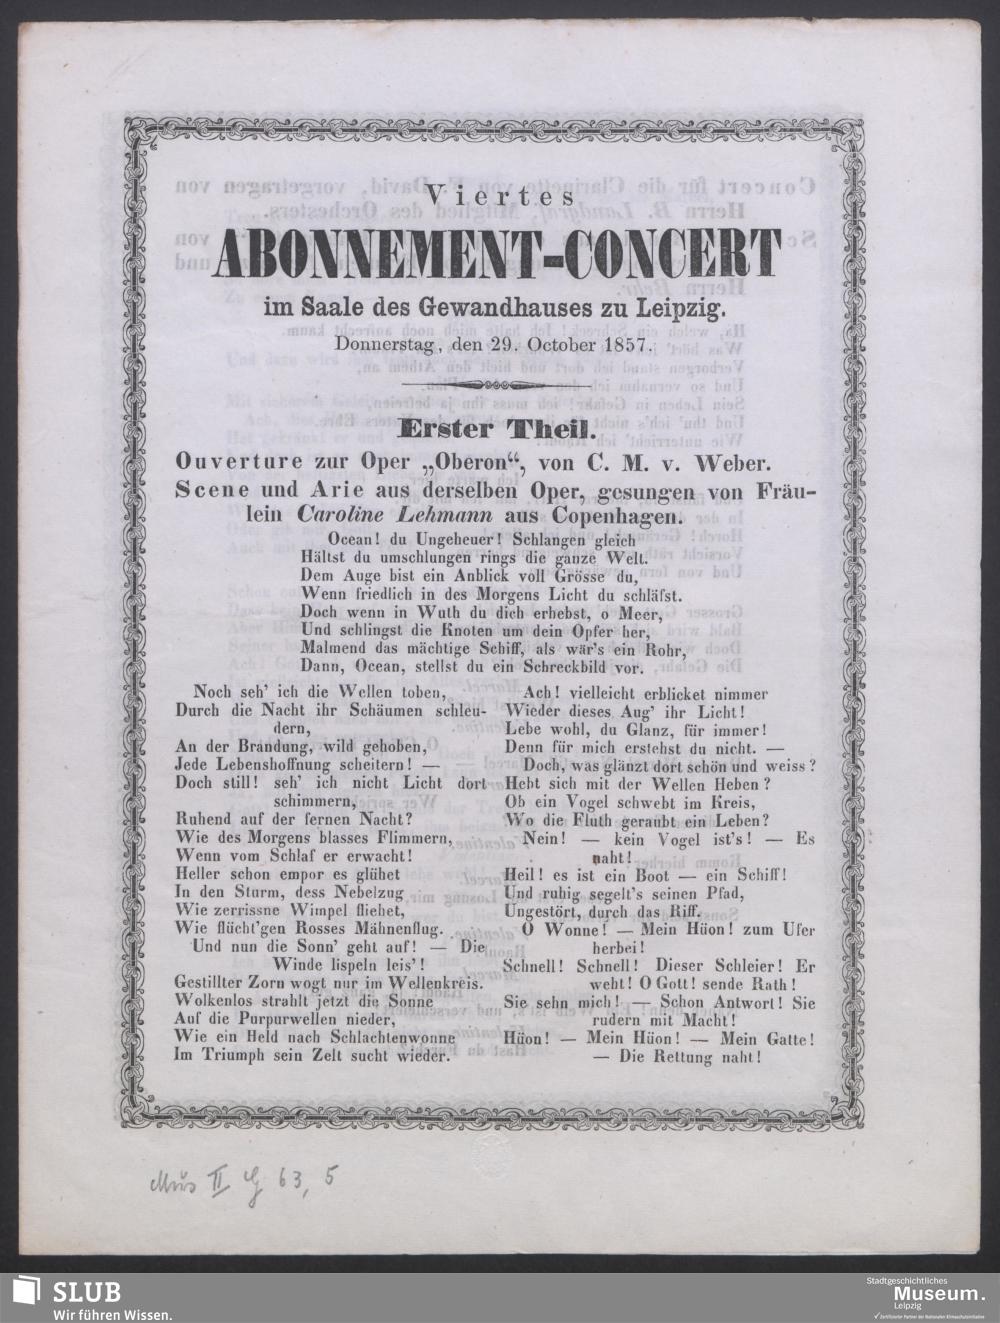 Viertes
ABONNEMENT-CONCERT
im Saale des Gewandhauses zu Leipzig.
Donnerstag, den 29. October 1857.
Erster Theil.
Ouverture zur Oper „Oberon“, von C. M. v. Weber.
Scene und Arie aus derselben Oper, gesungen von Fräu-
lein Caroline Lehmann aus Copenhagen.
Ocean! du Ungeheuer! Schlangen gleich
Hältst du umschlungen rings die ganze Welt.
Dem Auge bist ein Anblick voll Grösse du,
Wenn friedlich in des Morgens Licht du schläfst.
Doch wenn in Wuth du dich erhebst, o Meer,
Und schlingst die Knoten um dein Opfer her,
Malmend das mächtige Schiff, als wär's ein Rohr,
Dann, Ocean, stellst du ein Schreckbild vor.
Noch seh' ich die Wellen toben,
Durch die Nacht ihr Schäumen schleu-
dern,
An der Brandung, wild gehoben,
Jede Lebenshoffnung scheitern! —
Doch still! seh' ich nicht Licht dort
schimmern,
Ruhend auf der fernen Nacht?
Wie des Morgens blasses Flimmern,
Wenn vom Schlaf er erwacht!
Heller schon empor es glühet
In den Sturm, dess Nebelzug
Wie zerrissne Wimpel fliehet,
Wie flücht'gen Rosses Mähnenflug.
Und nun die Sonn' geht auf! — Die
Winde lispeln leis'!
Gestillter Zorn wogt nur im Wellenkreis.
Wolkenlos strahlt jetzt die Sonne
Auf die Purpurwellen nieder,
Wie ein Held nach Schlachtenwonne
Im Triumph sein Zelt sucht wieder.
Ach! vielleicht erblicket nimmer
Wieder dieses Aug' ihr Licht!
Lebe wohl, du Glanz, für immer!
Denn für mich erstehst du nicht. —
Doch, was glänzt dort schön und weiss?
Hebt sich mit der Wellen Heben?
Ob ein Vogel schwebt im Kreis,
Wo die Fluth geraubt ein Leben?
Nein! — kein Vogel ist's! — Es
naht!
Heil! es ist ein Boot — ein Schiff!
Und ruhig segelt's seinen Pfad,
Ungestört, durch das Riff.
O Wonne! — Mein Hüon! zum Ufer
herbei!
Schnell! Schnell! Dieser Schleier! Er
weht! O Gott! sende Rath!
Sie sehn mich! — Schon Antwort! Sie
rudern mit Macht!
Hüon! — Mein Hüon! — Mein Gatte!
— Die Rettung naht!
Mus II G 63, 5
SLUB
Wir führen Wissen.
Stadtgeschichtliches
Museum.
Leipzig
Zertifizierter Partner der Nationalen Klimaschutzinitiative